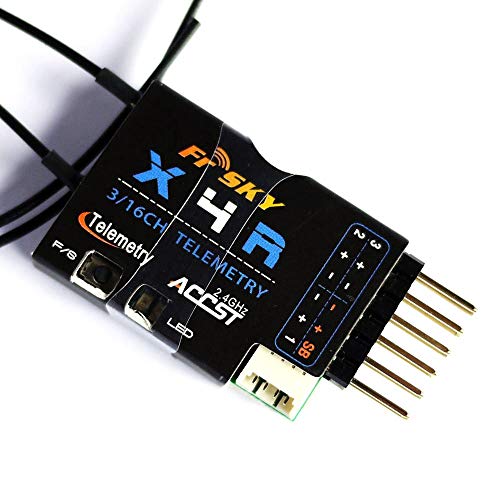 FrSKY
X4R
3/16CH TELEMETRY
Telemetry
ACCST
2.4GHz
F/S
LED
3 + -
2 + -
- + SB
- + 1